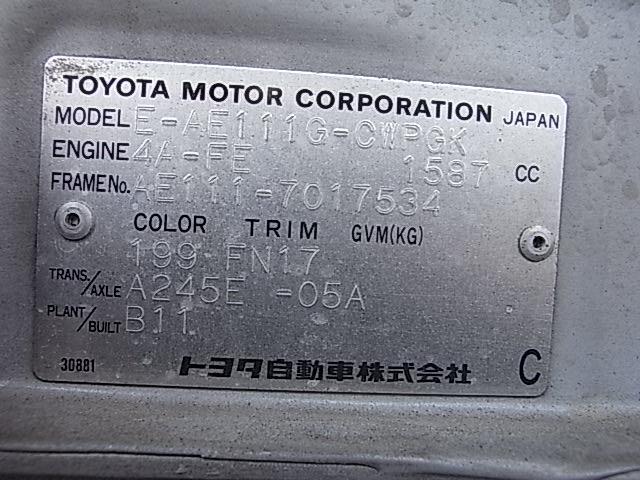 TOYOTA MOTOR CORPORATION JAPAN
MODEL E-AE111G-CWPGK
ENGINE 4A-FE 1587 CC
FRAME No. AE111-7017534
COLOR TRIM GVM(KG)
199 FN17
TRANS./AXLE A245E -05A
PLANT/BUILT B11
30881 トヨタ自動車株式会社 C